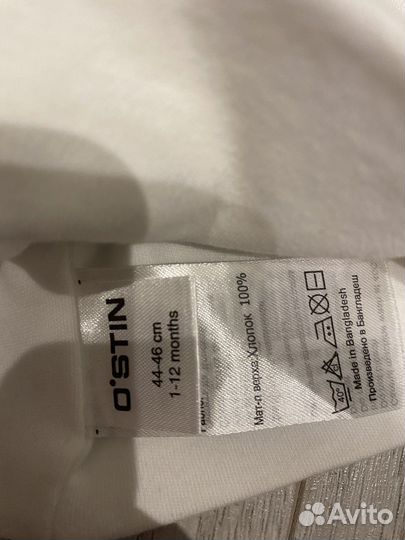 O'STIN
44-46 cm
1-12 months
Мат-л верха:Хлопок 100%
40°
Made in Bangladesh
Произведено в Бангладеш
Avito